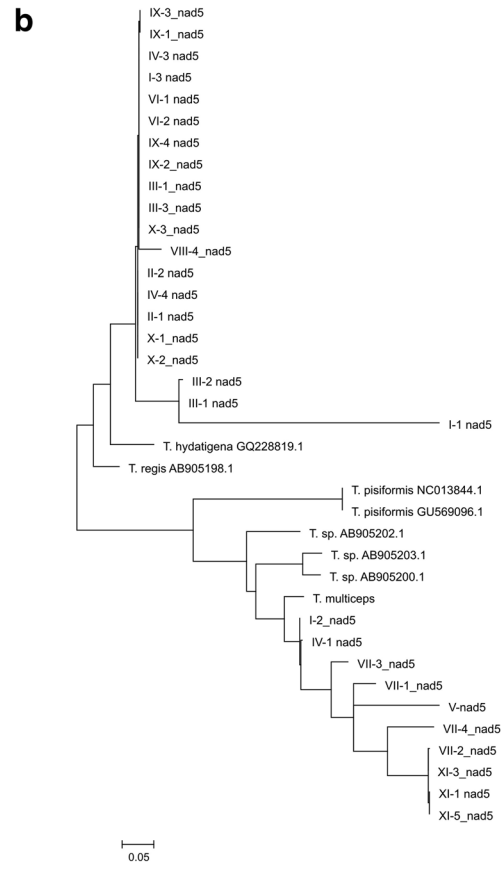 b
IX-3_nad5
IX-1_nad5
IV-3 nad5
I-3 nad5
VI-1 nad5
VI-2 nad5
IX-4 nad5
IX-2_nad5
III-1_nad5
III-3_nad5
X-3_nad5
VIII-4_nad5
II-2 nad5
IV-4 nad5
II-1 nad5
X-1_nad5
X-2_nad5
III-2 nad5
III-1 nad5
I-1 nad5
T. hydatigena GQ228819.1
T. regis AB905198.1
T. pisiformis NC013844.1
T. pisiformis GU569096.1
T. sp. AB905202.1
T. sp. AB905203.1
T. sp. AB905200.1
T. multiceps
I-2_nad5
IV-1 nad5
VII-3_nad5
VII-1_nad5
V-nad5
VII-4_nad5
VII-2_nad5
XI-3_nad5
XI-1 nad5
XI-5_nad5
0.05